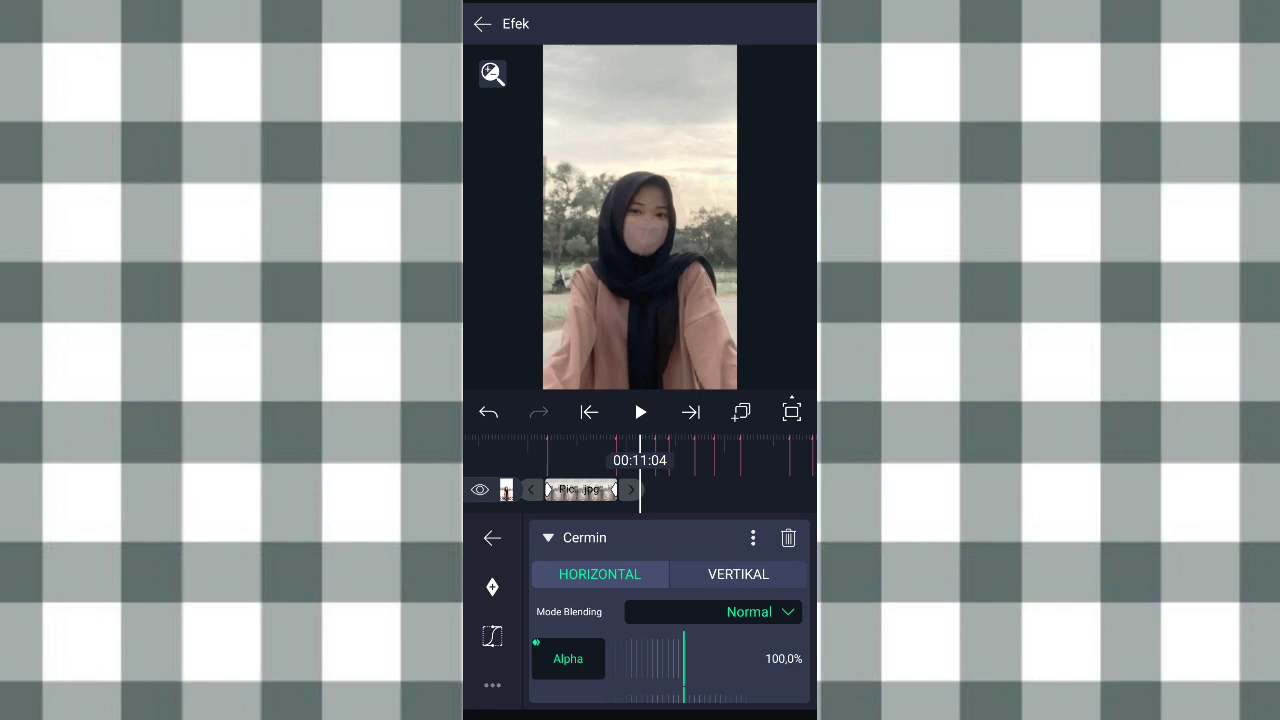 Efek
00:11:04
Pic...jpg
Cermin
HORIZONTAL VERTIKAL
Mode Blending Normal
Alpha 100,0%